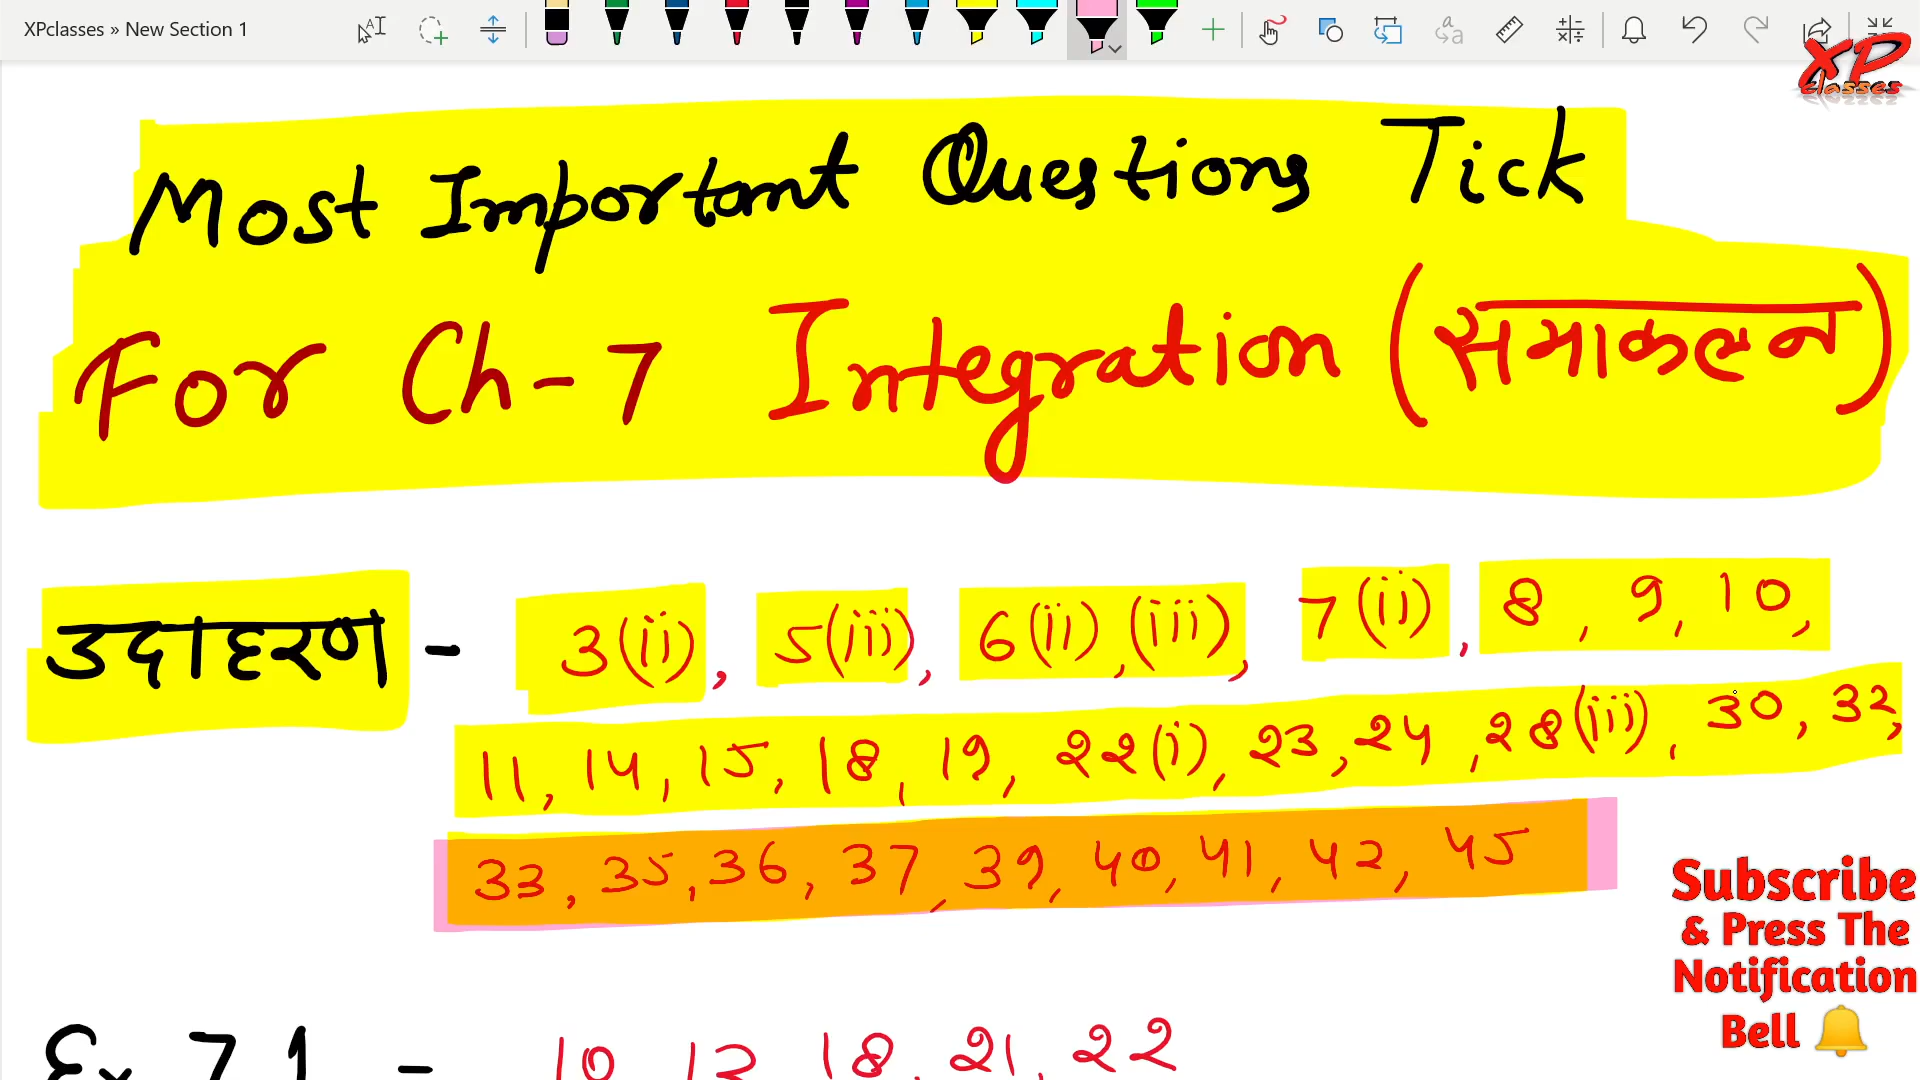 XPclasses » New Section 1
XP
classes
Most Important Questions Tick
For Ch-7 Integration (समाकलन)
उदाहरण - 3(ii), 5(iii), 6(ii), (iii), 7(ii), 8, 9, 10,
11, 14, 15, 18, 19, 22(i), 23, 24, 28(iii), 30, 32,
33, 35, 36, 37, 39, 40, 41, 42, 45
Subscribe
& Press The
Notification
Bell
Ex 7.1 - 10, 12, 18, 21, 22